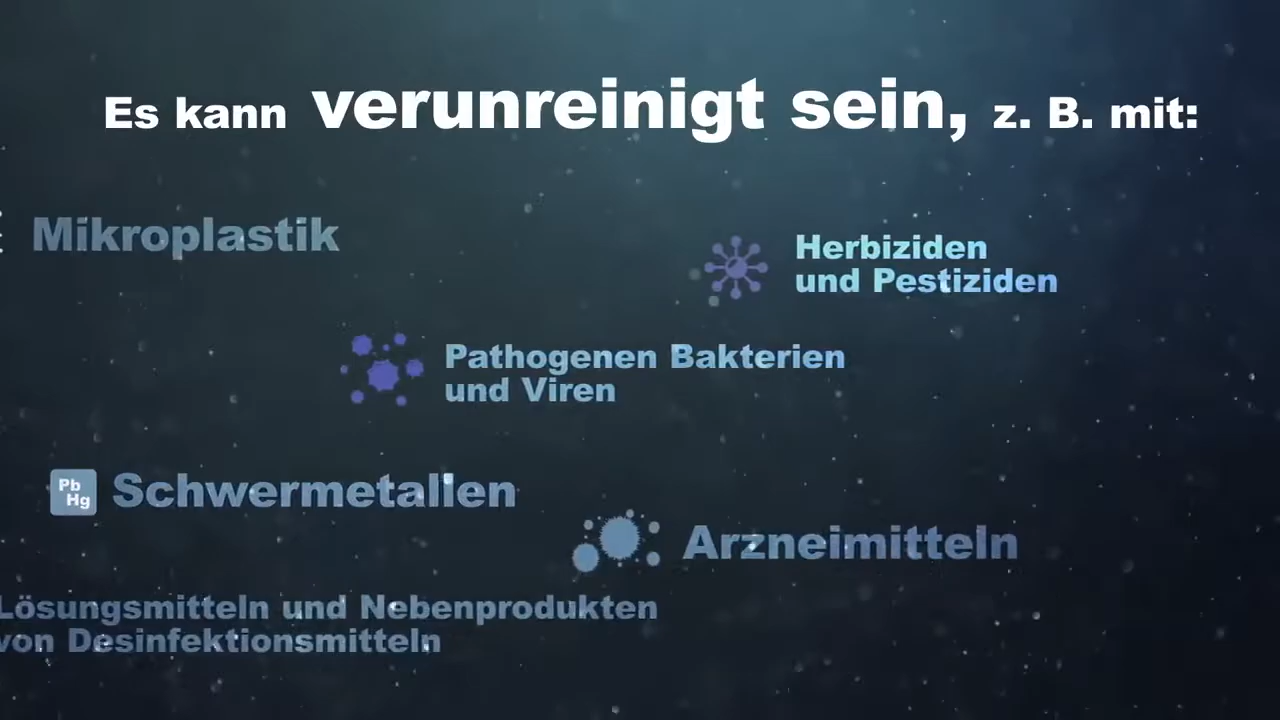 Es kann verunreinigt sein, z. B. mit:
Mikroplastik
Herbiziden
und Pestiziden
Pathogenen Bakterien
und Viren
Pb
Hg
Schwermetallen
Arzneimitteln
Lösungsmitteln und Nebenprodukten
von Desinfektionsmitteln